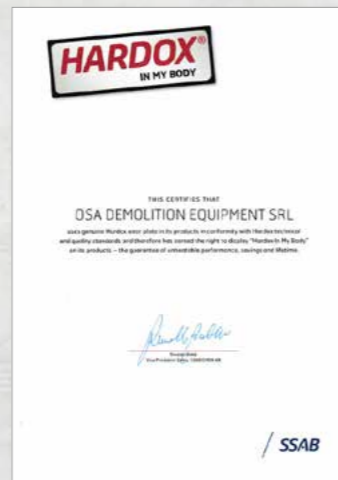 HARDOX®
IN MY BODY
THIS CERTIFIES THAT
OSA DEMOLITION EQUIPMENT SRL
uses genuine Hardox wear plate in its products in conformity with Hardox technical
and quality standards and therefore has earned the right to display "Hardox In My Body"
on its products – the guarantee of unbeatable performance, savings and lifetime.
SSAB